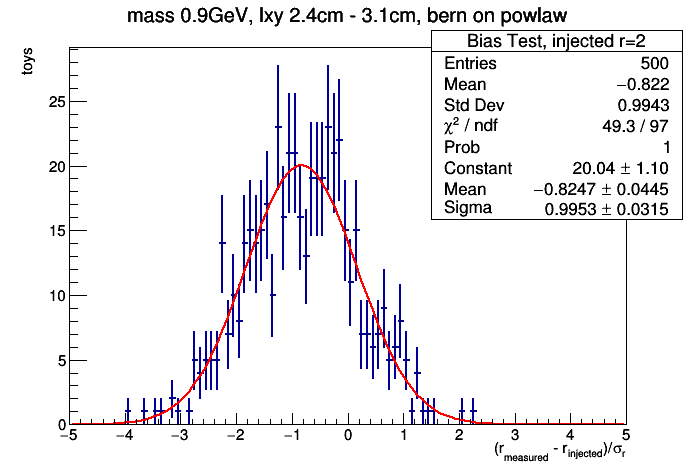 mass 0.9GeV, lxy 2.4cm - 3.1cm, bern on powlaw
Bias Test, injected r=2
Entries 500
Mean −0.822
Std Dev 0.9943
χ² / ndf 49.3 / 97
Prob 1
Constant 20.04 ± 1.10
Mean −0.8247 ± 0.0445
Sigma 0.9953 ± 0.0315
toys
25
20
15
10
5
0
−5 −4 −3 −2 −1 0 1 2 3 4 5
(r_measured - r_injected)/σ_r